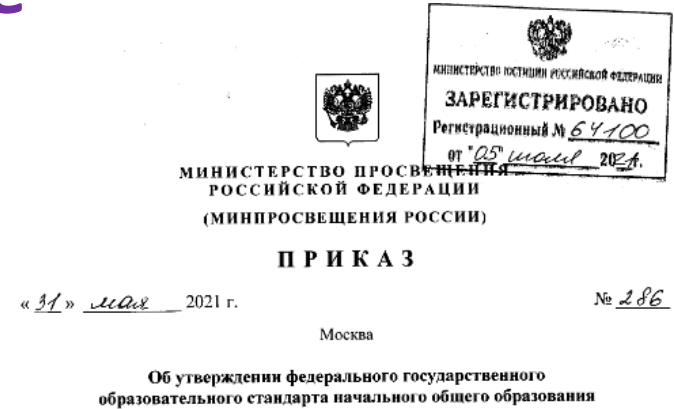 с
МИНИСТЕРСТВО ЮСТИЦИИ РОССИЙСКОЙ ФЕДЕРАЦИИ
ЗАРЕГИСТРИРОВАНО
Регистрационный № 64100
от "05" июля 2021г.
МИНИСТЕРСТВО ПРОСВЕЩЕНИЯ
РОССИЙСКОЙ ФЕДЕРАЦИИ
(МИНПРОСВЕЩЕНИЯ РОССИИ)
ПРИКАЗ
« 31 » мая 2021 г. № 286
Москва
Об утверждении федерального государственного
образовательного стандарта начального общего образования